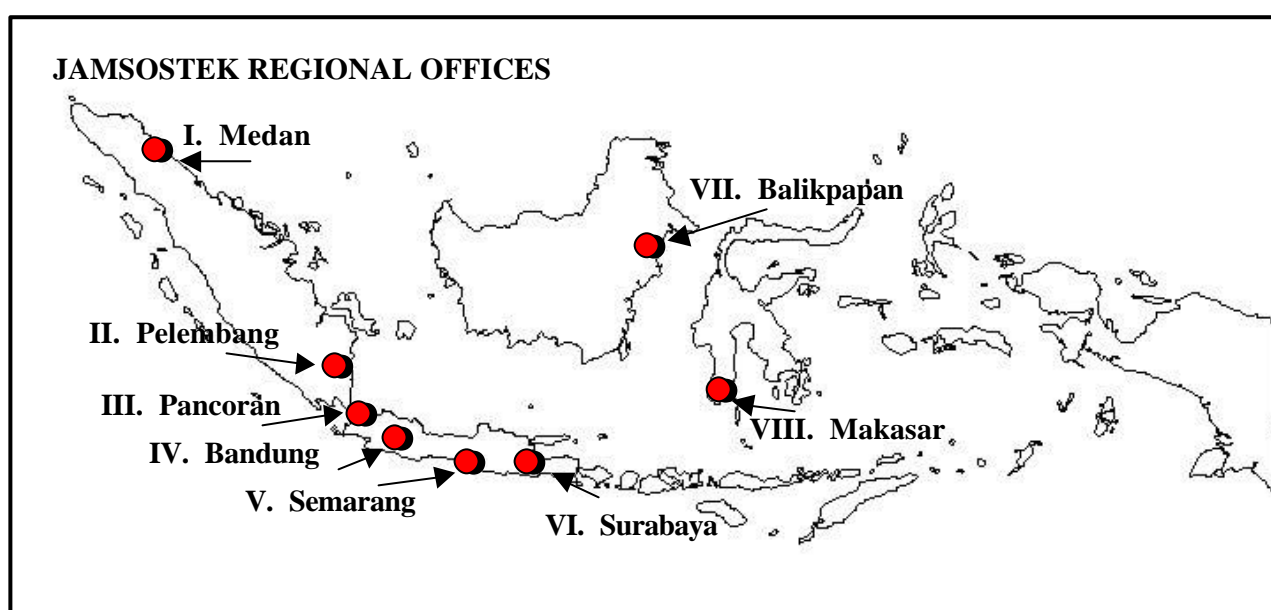 JAMSOSTEK REGIONAL OFFICES
I. Medan
VII. Balikpapan
II. Pelembang
III. Pancoran
VIII. Makasar
IV. Bandung
V. Semarang
VI. Surabaya